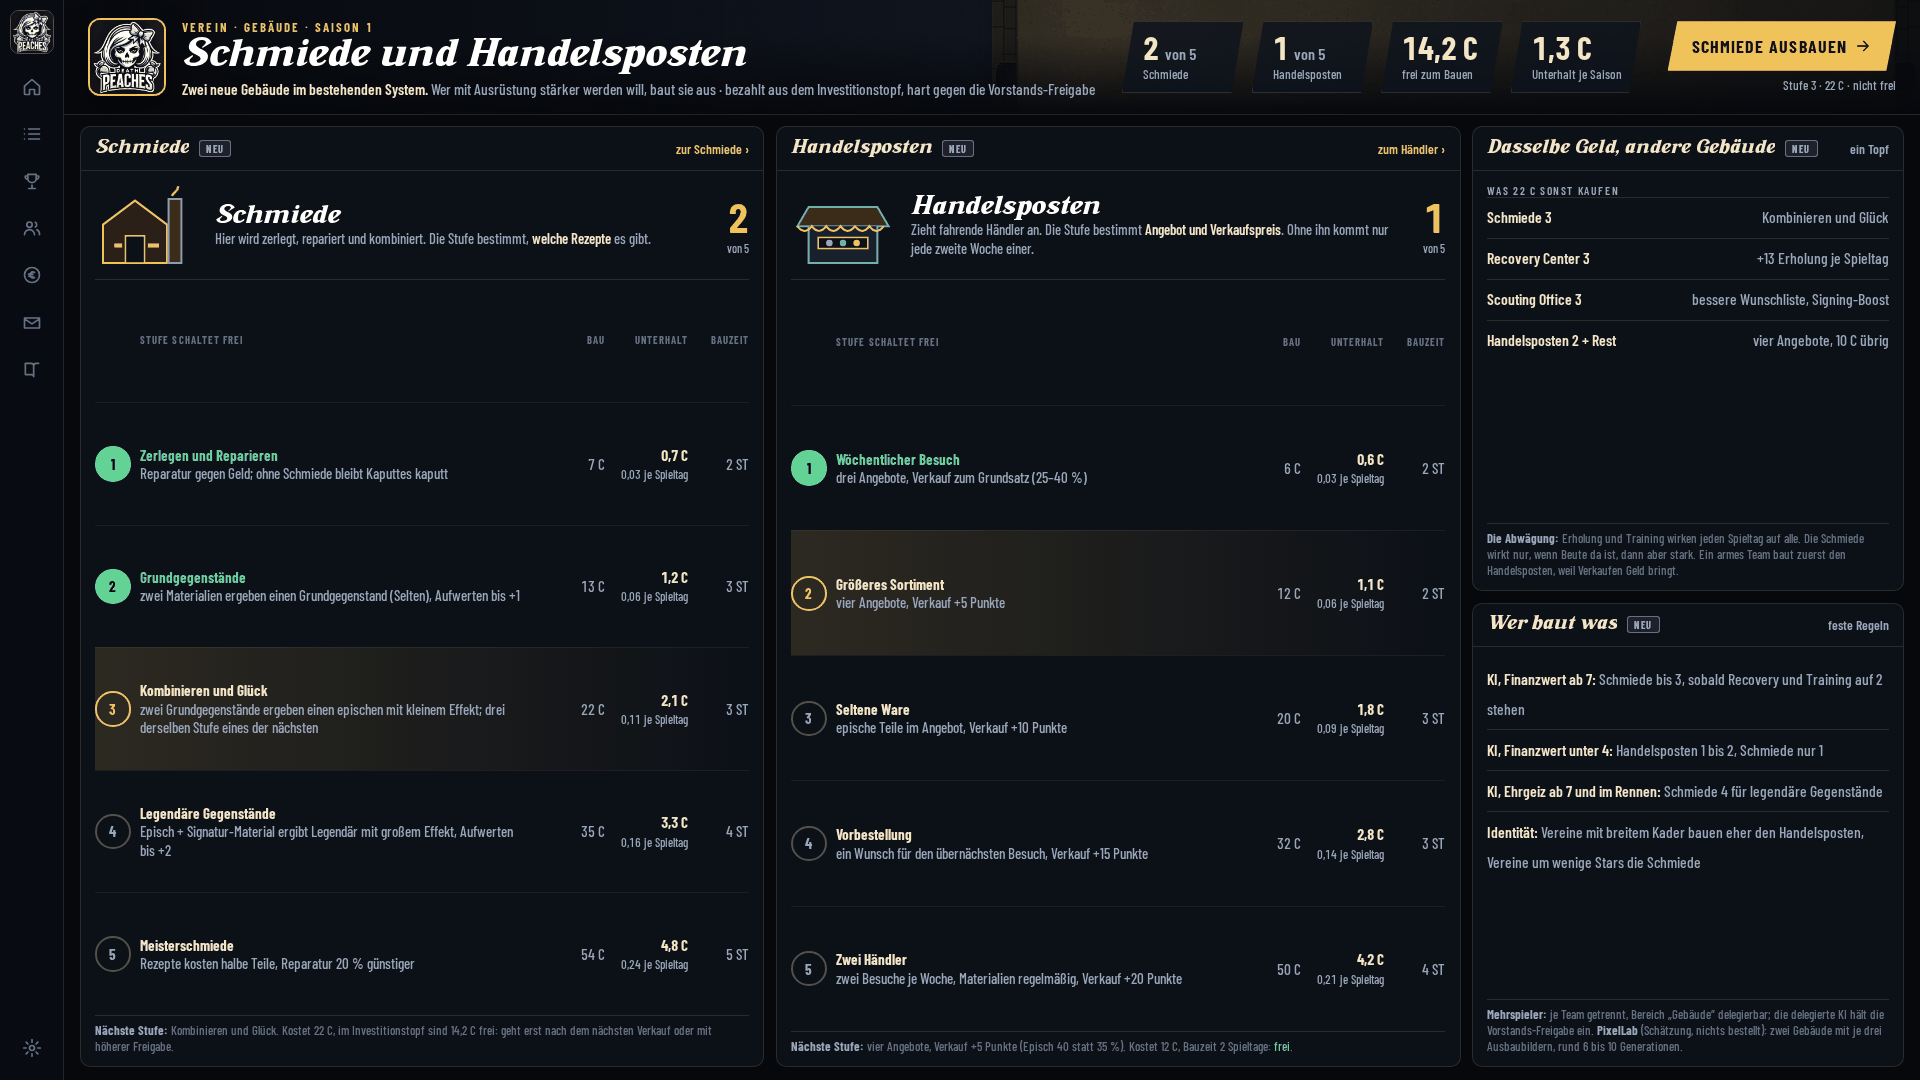 PEACHES
DEATH
PEACHES
VEREIN · GEBÄUDE · SAISON 1
Schmiede und Handelsposten
Zwei neue Gebäude im bestehenden System. Wer mit Ausrüstung stärker werden will, baut sie aus · bezahlt aus dem Investitionstopf, hart gegen die Vorstands-Freigabe
2 von 5
Schmiede
1 von 5
Handelsposten
14,2 C
frei zum Bauen
1,3 C
Unterhalt je Saison
SCHMIEDE AUSBAUEN →
Stufe 3 · 22 C · nicht frei
Schmiede NEU
zur Schmiede ›
Schmiede
Hier wird zerlegt, repariert und kombiniert. Die Stufe bestimmt, welche Rezepte es gibt.
2
von 5
STUFE SCHALTET FREI BAU UNTERHALT BAUZEIT
1 Zerlegen und Reparieren
Reparatur gegen Geld; ohne Schmiede bleibt Kaputtes kaputt
7 C 0,7 C 2 ST
0,03 je Spieltag
2 Grundgegenstände
zwei Materialien ergeben einen Grundgegenstand (Selten), Aufwerten bis +1
13 C 1,2 C 3 ST
0,06 je Spieltag
3 Kombinieren und Glück
zwei Grundgegenstände ergeben einen epischen mit kleinem Effekt; drei
derselben Stufe eines der nächsten
22 C 2,1 C 3 ST
0,11 je Spieltag
4 Legendäre Gegenstände
Episch + Signatur-Material ergibt Legendär mit großem Effekt, Aufwerten
bis +2
35 C 3,3 C 4 ST
0,16 je Spieltag
5 Meisterschmiede
Rezepte kosten halbe Teile, Reparatur 20 % günstiger
54 C 4,8 C 5 ST
0,24 je Spieltag
Nächste Stufe: Kombinieren und Glück. Kostet 22 C, im Investitionstopf sind 14,2 C frei: geht erst nach dem nächsten Verkauf oder mit
höherer Freigabe.
Handelsposten NEU
zum Händler ›
Handelsposten
Zieht fahrende Händler an. Die Stufe bestimmt Angebot und Verkaufspreis. Ohne ihn kommt nur
jede zweite Woche einer.
1
von 5
STUFE SCHALTET FREI BAU UNTERHALT BAUZEIT
1 Wöchentlicher Besuch
drei Angebote, Verkauf zum Grundsatz (25–40 %)
6 C 0,6 C 2 ST
0,03 je Spieltag
2 Größeres Sortiment
vier Angebote, Verkauf +5 Punkte
12 C 1,1 C 2 ST
0,06 je Spieltag
3 Seltene Ware
epische Teile im Angebot, Verkauf +10 Punkte
20 C 1,8 C 3 ST
0,09 je Spieltag
4 Vorbestellung
ein Wunsch für den übernächsten Besuch, Verkauf +15 Punkte
32 C 2,8 C 3 ST
0,14 je Spieltag
5 Zwei Händler
zwei Besuche je Woche, Materialien regelmäßig, Verkauf +20 Punkte
50 C 4,2 C 4 ST
0,21 je Spieltag
Nächste Stufe: vier Angebote, Verkauf +5 Punkte (Episch 40 statt 35 %). Kostet 12 C, Bauzeit 2 Spieltage: frei.
Dasselbe Geld, andere Gebäude NEU
ein Topf
WAS 22 C SONST KAUFEN
Schmiede 3 Kombinieren und Glück
Recovery Center 3 +13 Erholung je Spieltag
Scouting Office 3 bessere Wunschliste, Signing-Boost
Handelsposten 2 + Rest vier Angebote, 10 C übrig
Die Abwägung: Erholung und Training wirken jeden Spieltag auf alle. Die Schmiede
wirkt nur, wenn Beute da ist, dann aber stark. Ein armes Team baut zuerst den
Handelsposten, weil Verkaufen Geld bringt.
Wer baut was NEU
feste Regeln
KI, Finanzwert ab 7: Schmiede bis 3, sobald Recovery und Training auf 2
stehen
KI, Finanzwert unter 4: Handelsposten 1 bis 2, Schmiede nur 1
KI, Ehrgeiz ab 7 und im Rennen: Schmiede 4 für legendäre Gegenstände
Identität: Vereine mit breitem Kader bauen eher den Handelsposten,
Vereine um wenige Stars die Schmiede
Mehrspieler: je Team getrennt, Bereich „Gebäude“ delegierbar; die delegierte KI hält die
Vorstands-Freigabe ein. PixelLab (Schätzung, nichts bestellt): zwei Gebäude mit je drei
Ausbaubildern, rund 6 bis 10 Generationen.